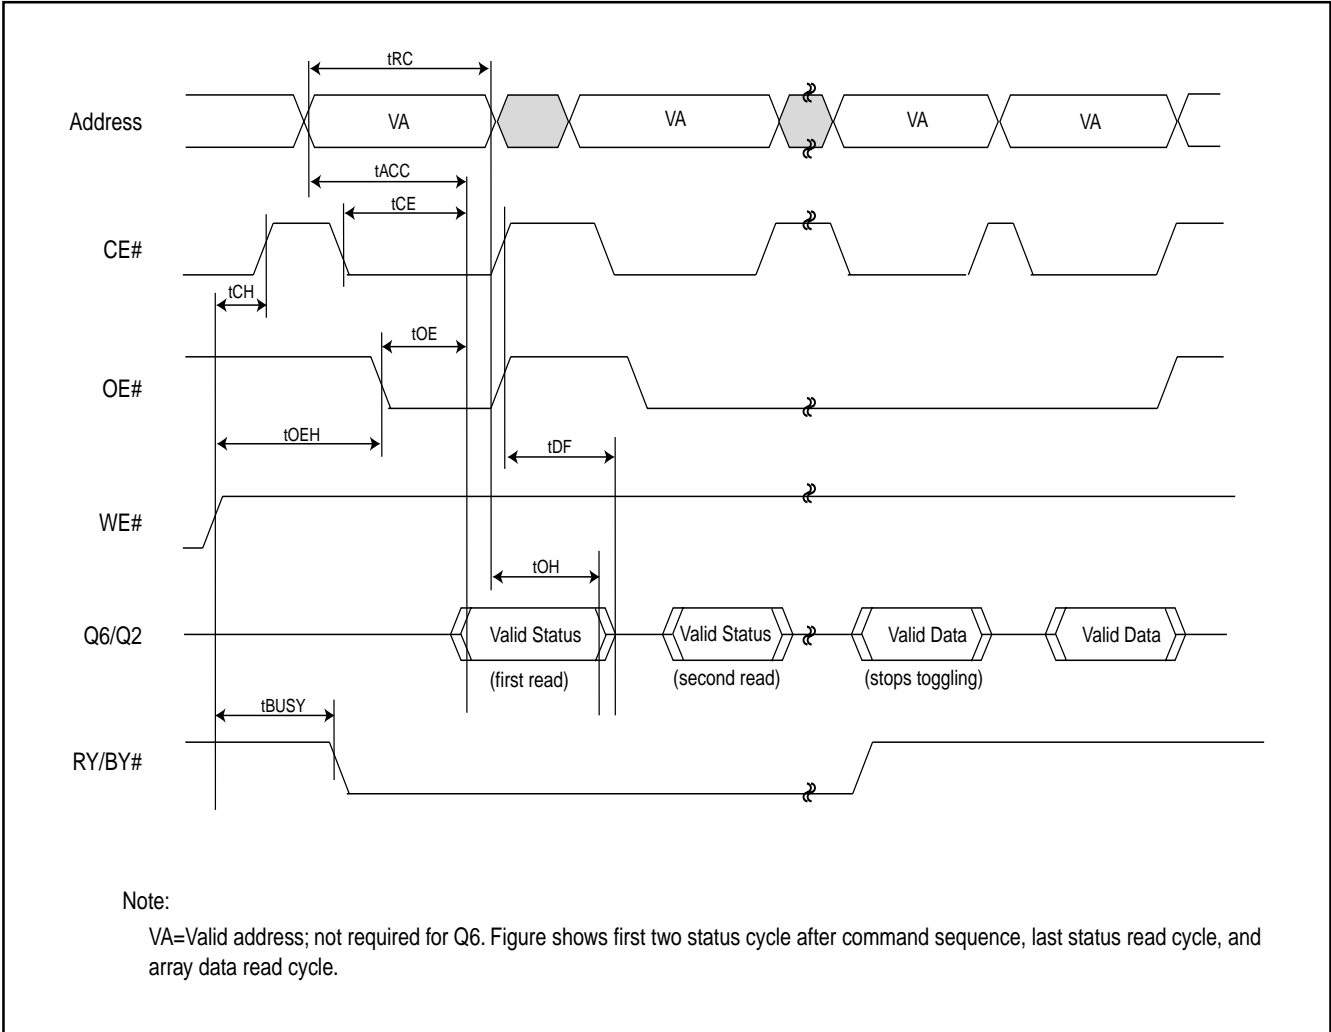 tRC
Address VA VA VA VA
tACC
tCE
CE#
tCH
tOE
OE#
tOEH
tDF
WE#
tOH
Q6/Q2 Valid Status Valid Status Valid Data Valid Data
(first read) (second read) (stops toggling)
tBUSY
RY/BY#
Note:
VA=Valid address; not required for Q6. Figure shows first two status cycle after command sequence, last status read cycle, and
array data read cycle.